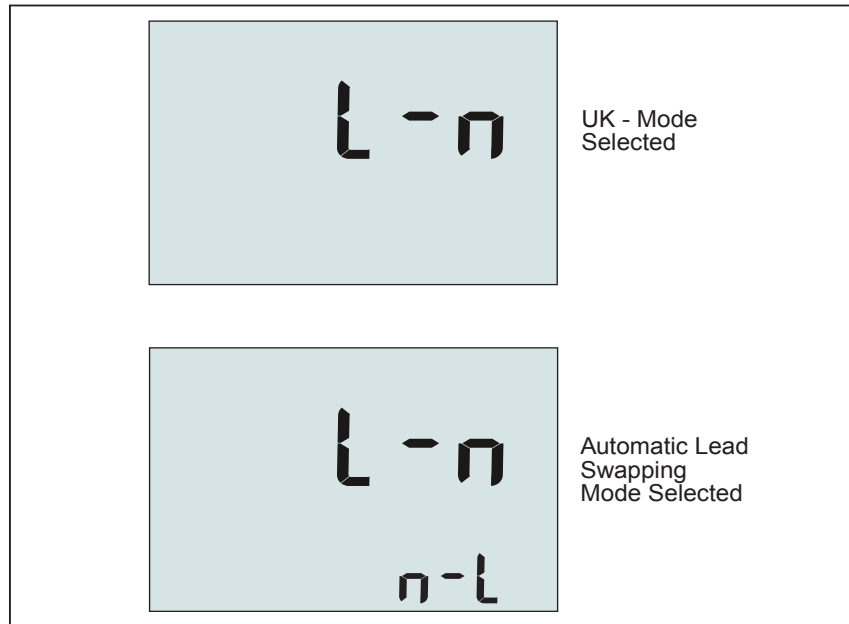 L-n
UK - Mode
Selected
L-n
Automatic Lead
Swapping
Mode Selected
n-L